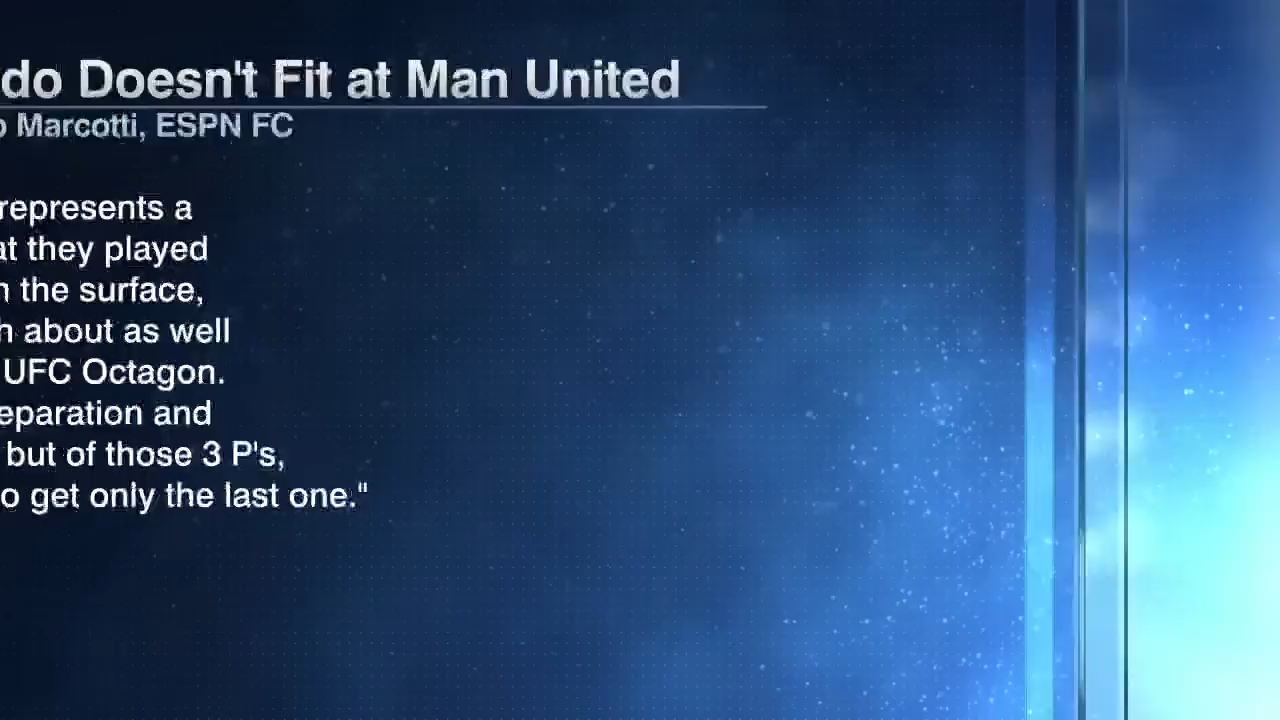 do Doesn't Fit at Man United
o Marcotti, ESPN FC
represents a
at they played
n the surface,
h about as well
UFC Octagon.
eparation and
but of those 3 P's,
o get only the last one."